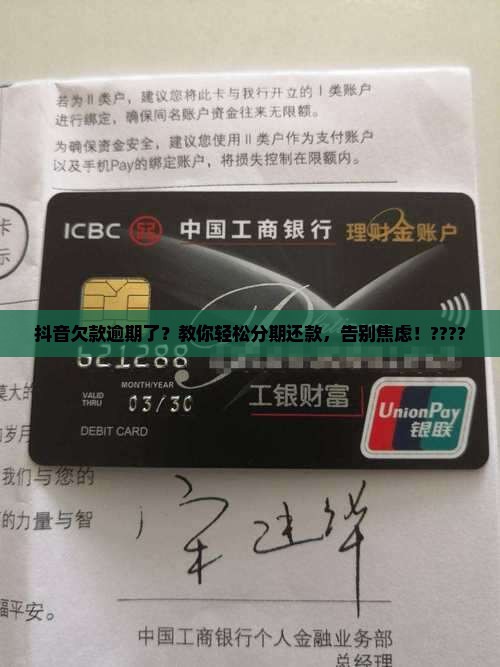 若为Ⅱ类户，建议您将此卡与我行开立的Ⅰ类账户
进行绑定，确保同名账户资金往来无限额。
为确保资金安全，建议您使用Ⅱ类户作为支付账户
以及手机Pay的绑定账户，将损失控制在限额内。
卡
示
ICBC 中国工商银行 理财金账户
抖音欠款逾期了？教你轻松分期还款，告别焦虑！????
621288
MONTH/YEAR
VALID THRU 03/30
工银财富
DEBIT CARD
UnionPay
银联
莫大的
岁月
我们与您的
的力量与智
福平安。
中国工商银行个人金融业务部
总经理